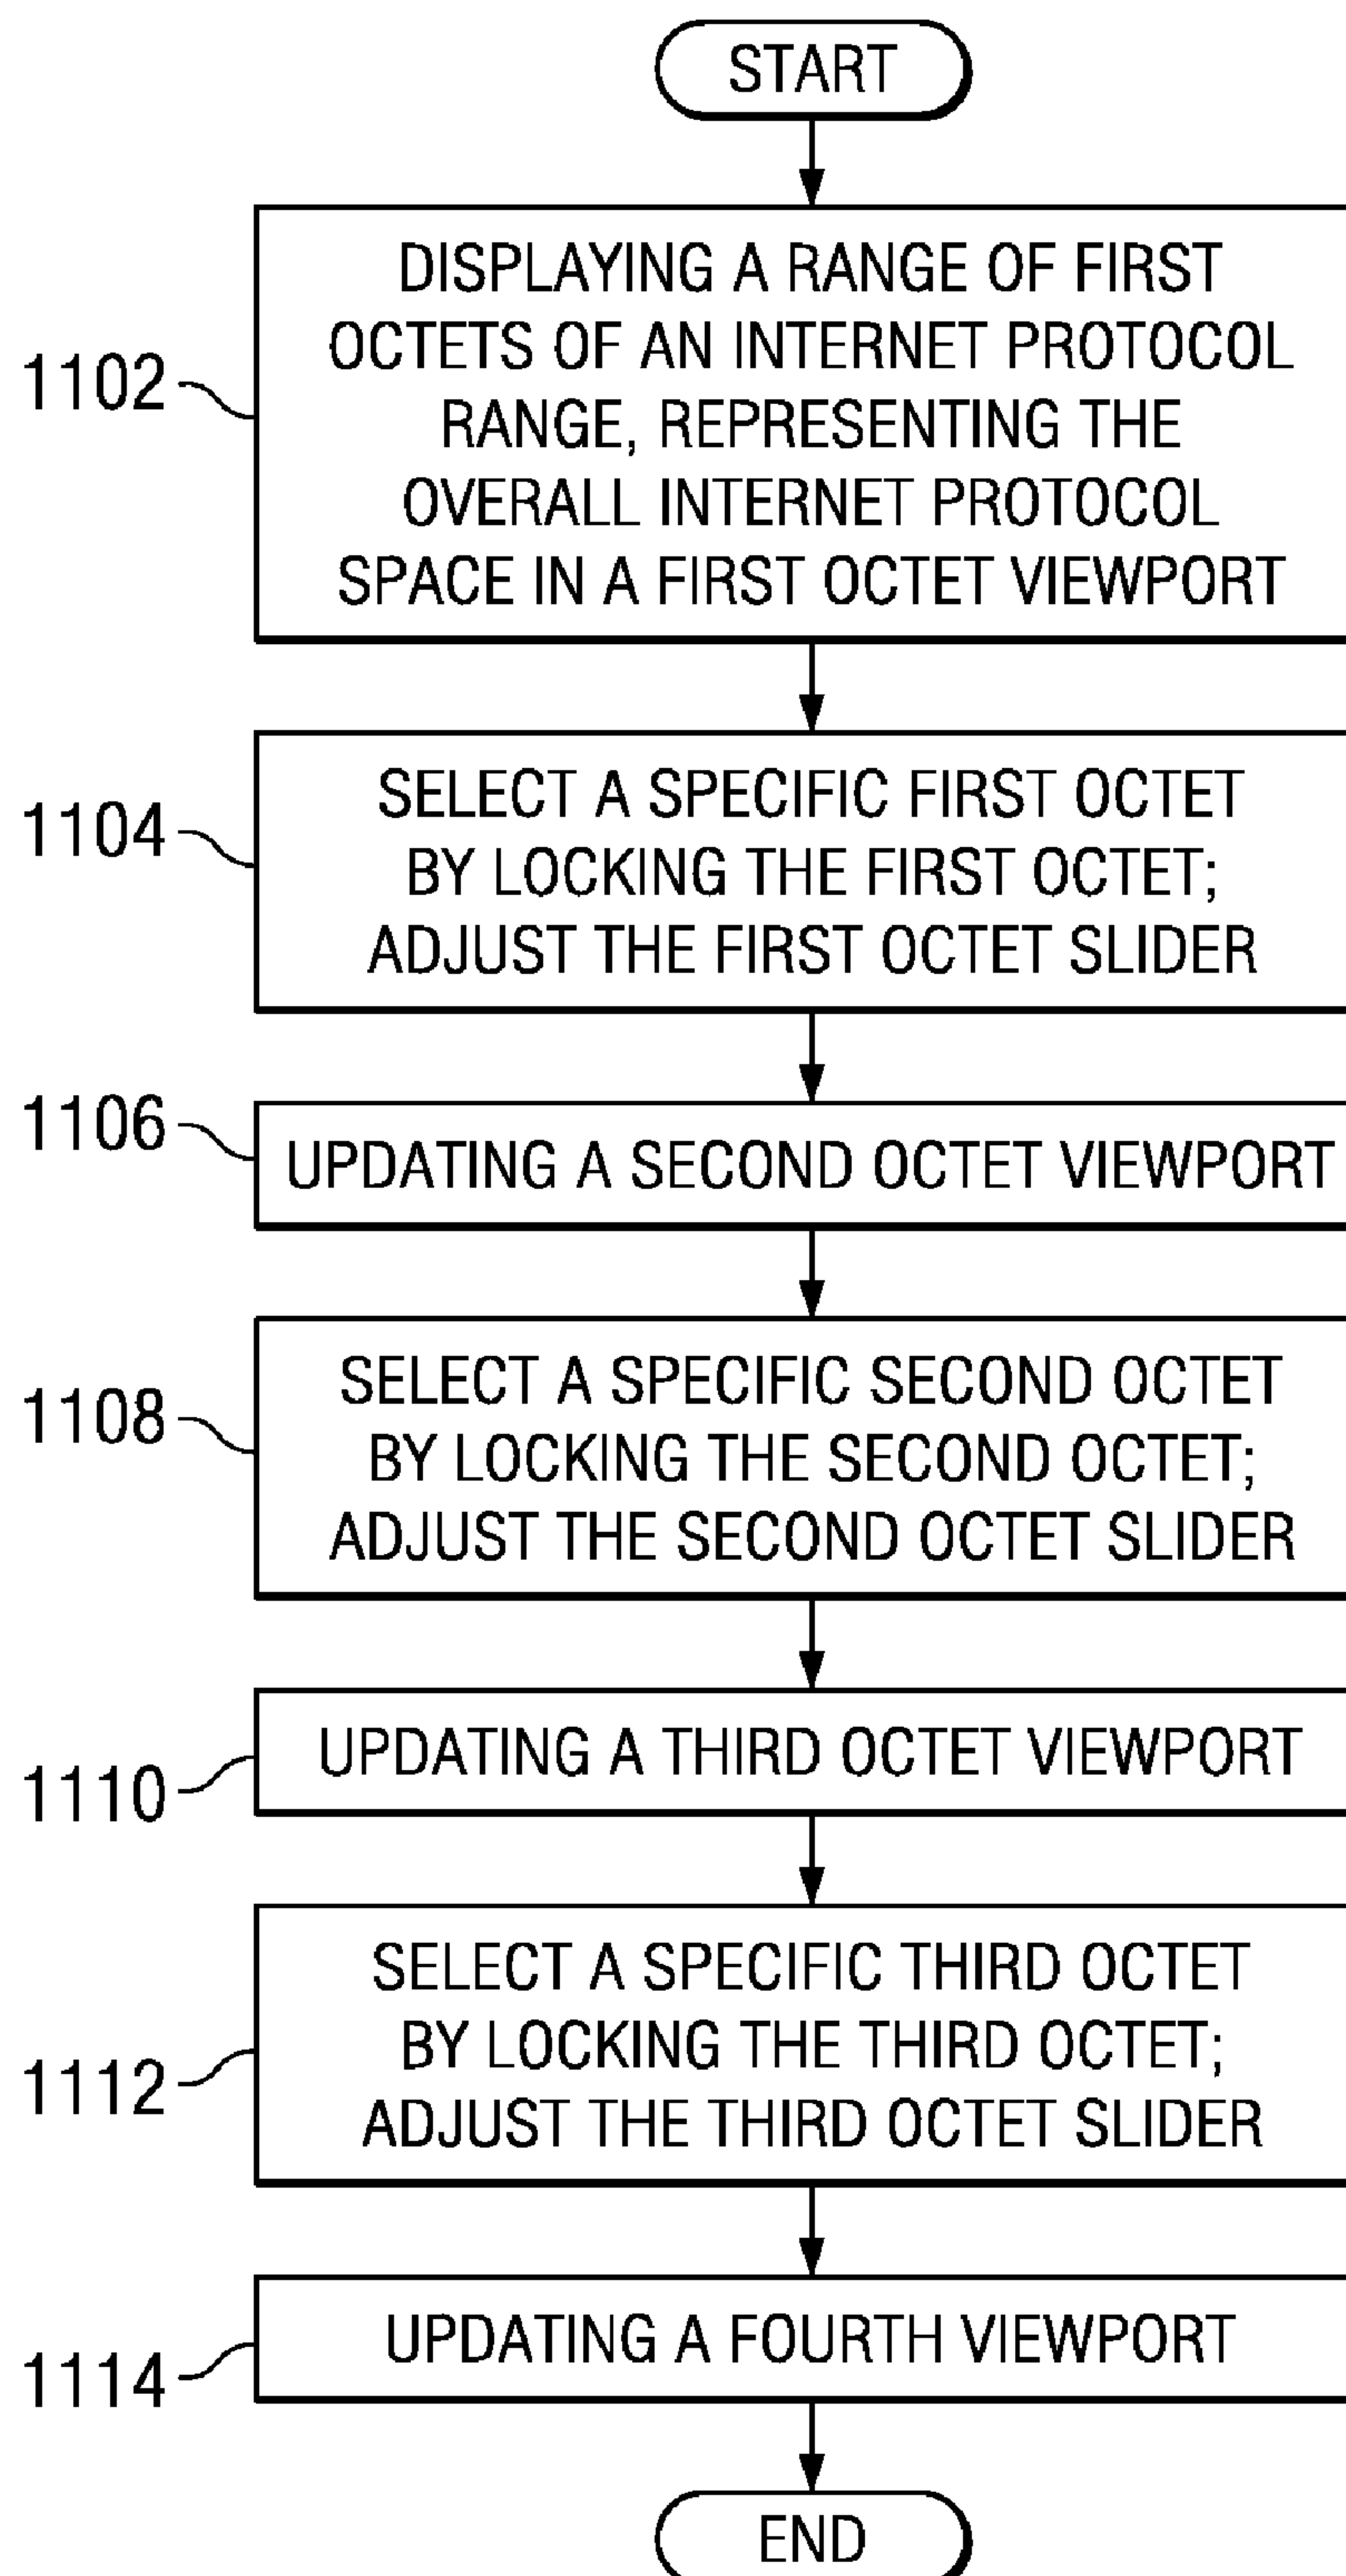 START
1102
DISPLAYING A RANGE OF FIRST
OCTETS OF AN INTERNET PROTOCOL
RANGE, REPRESENTING THE
OVERALL INTERNET PROTOCOL
SPACE IN A FIRST OCTET VIEWPORT
1104
SELECT A SPECIFIC FIRST OCTET
BY LOCKING THE FIRST OCTET;
ADJUST THE FIRST OCTET SLIDER
1106
UPDATING A SECOND OCTET VIEWPORT
1108
SELECT A SPECIFIC SECOND OCTET
BY LOCKING THE SECOND OCTET;
ADJUST THE SECOND OCTET SLIDER
1110
UPDATING A THIRD OCTET VIEWPORT
1112
SELECT A SPECIFIC THIRD OCTET
BY LOCKING THE THIRD OCTET;
ADJUST THE THIRD OCTET SLIDER
1114
UPDATING A FOURTH VIEWPORT
END